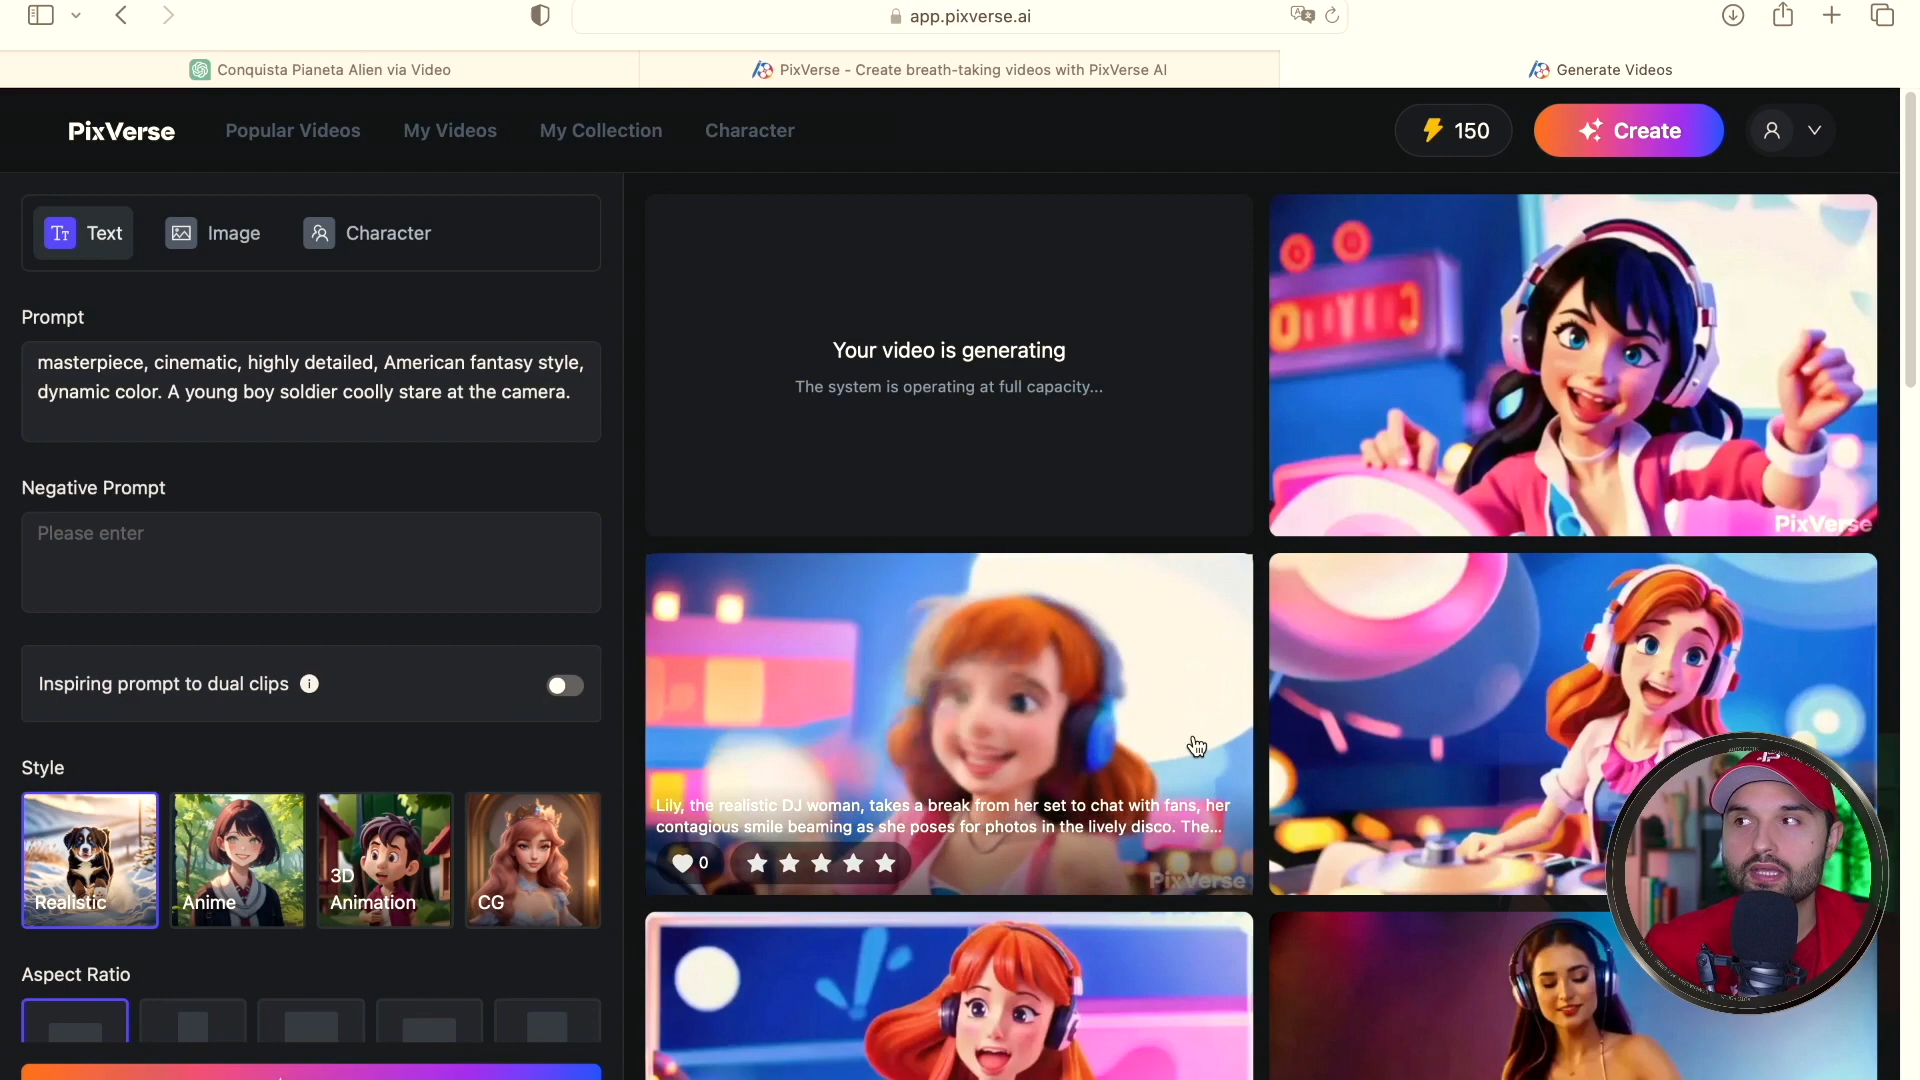 app.pixverse.ai
Conquista Pianeta Alien via Video
PixVerse - Create breath-taking videos with PixVerse AI
Generate Videos
PixVerse
Popular Videos
My Videos
My Collection
Character
150
Create
Text
Image
Character
Prompt
masterpiece, cinematic, highly detailed, American fantasy style,
dynamic color. A young boy soldier coolly stare at the camera.
Negative Prompt
Please enter
Inspiring prompt to dual clips
Style
Realistic
Anime
3D
Animation
CG
Aspect Ratio
Your video is generating
The system is operating at full capacity...
PixVerse
Lily, the realistic DJ woman, takes a break from her set to chat with fans, her
contagious smile beaming as she poses for photos in the lively disco. The...
0
PixVerse